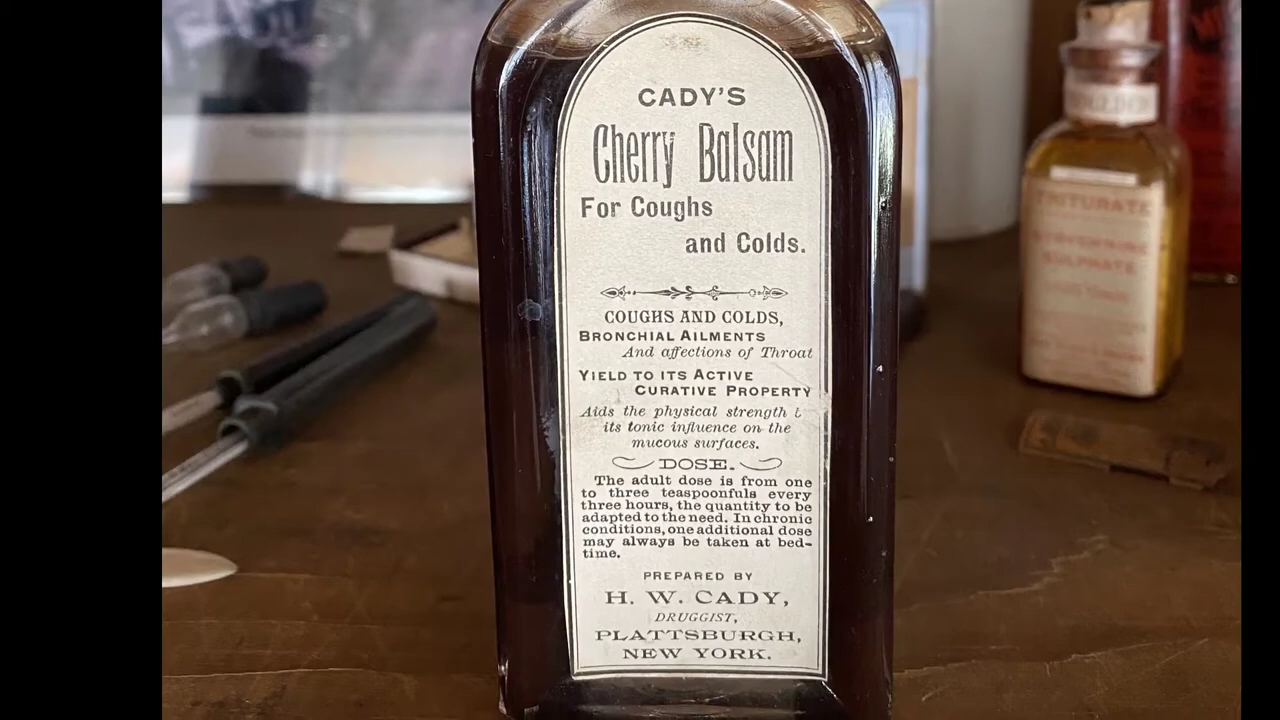 CADY'S
Cherry Balsam
For Coughs
and Colds.
COUGHS AND COLDS,
BRONCHIAL AILMENTS
And affections of Throat
YIELD TO ITS ACTIVE
CURATIVE PROPERTY
Aids the physical strength
its tonic influence on the
mucous surfaces.
DOSE.
The adult dose is from one
to three teaspoonfuls every
three hours, the quantity to be
adapted to the need. In chronic
conditions, one additional dose
may always be taken at bed-
time.
PREPARED BY
H. W. CADY,
DRUGGIST,
PLATTSBURGH,
NEW YORK.
TRITURATE
SULPHATE